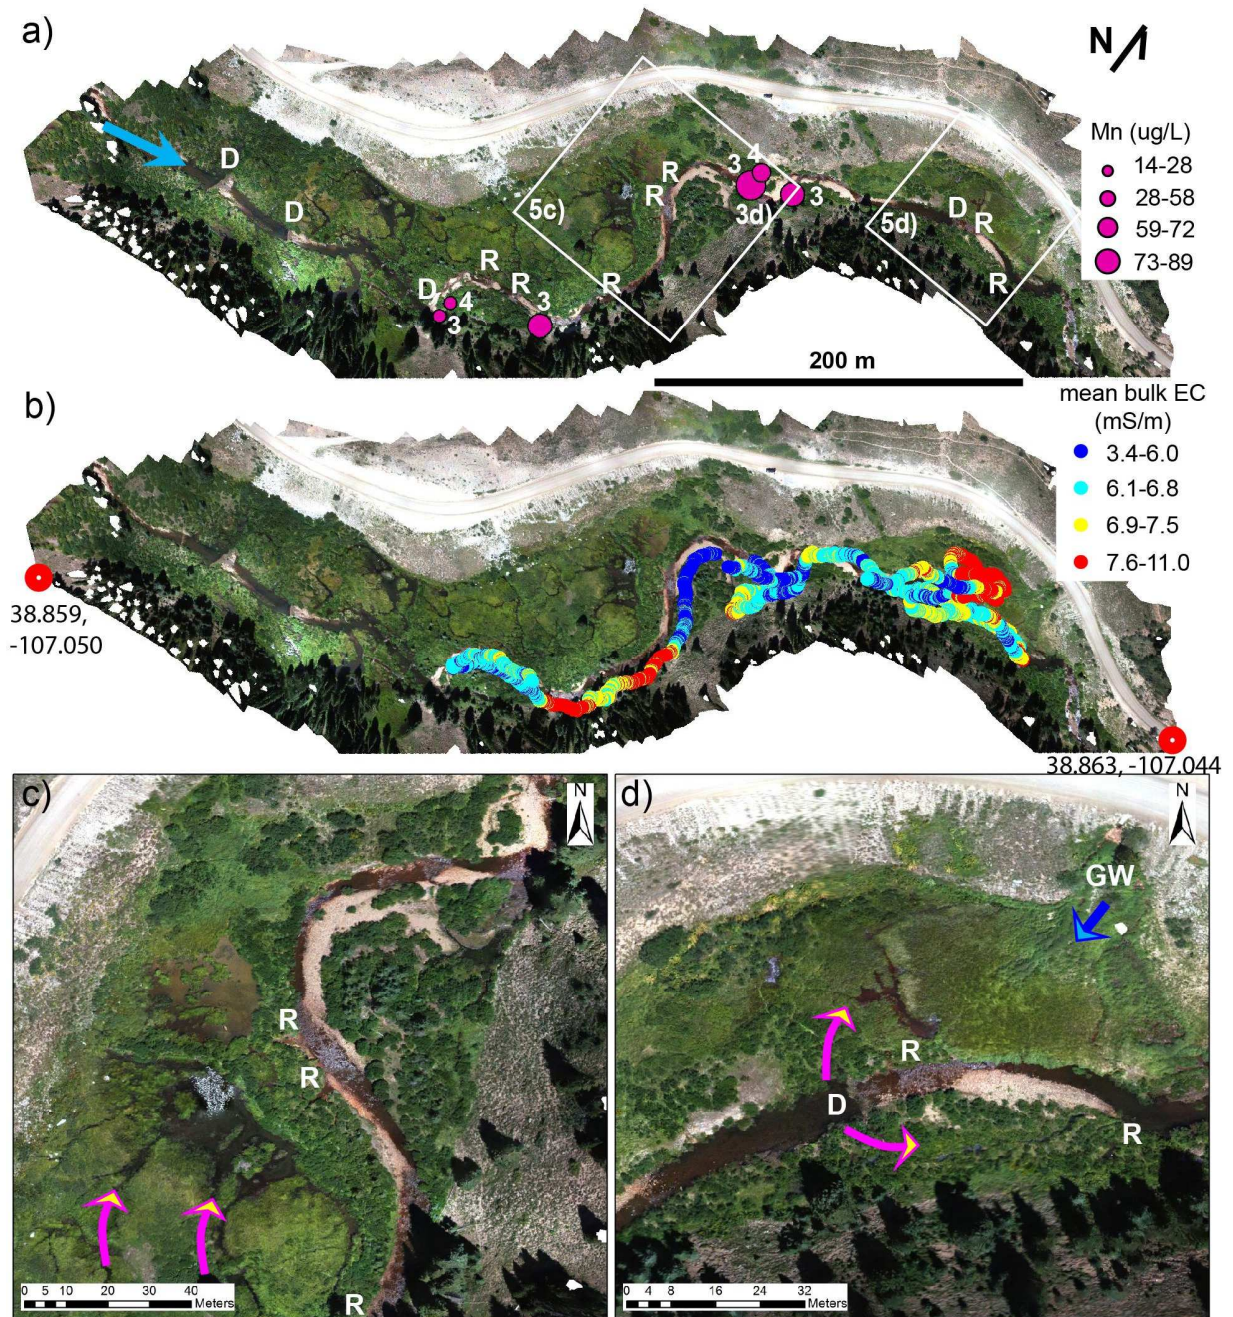 a)
N
Mn (ug/L)
14-28
28-58
59-72
73-89
D
D
R
R
3
4
3
5c)
3d)
5d)
D
R
R
R
R
R
D
4
3
3
200 m
b)
mean bulk EC
(mS/m)
3.4-6.0
6.1-6.8
6.9-7.5
7.6-11.0
38.859,
-107.050
38.863, -107.044
c)
N
R
R
R
0 5 10 20 30 40
Meters
d)
N
GW
R
D
R
0 4 8 16 24 32
Meters